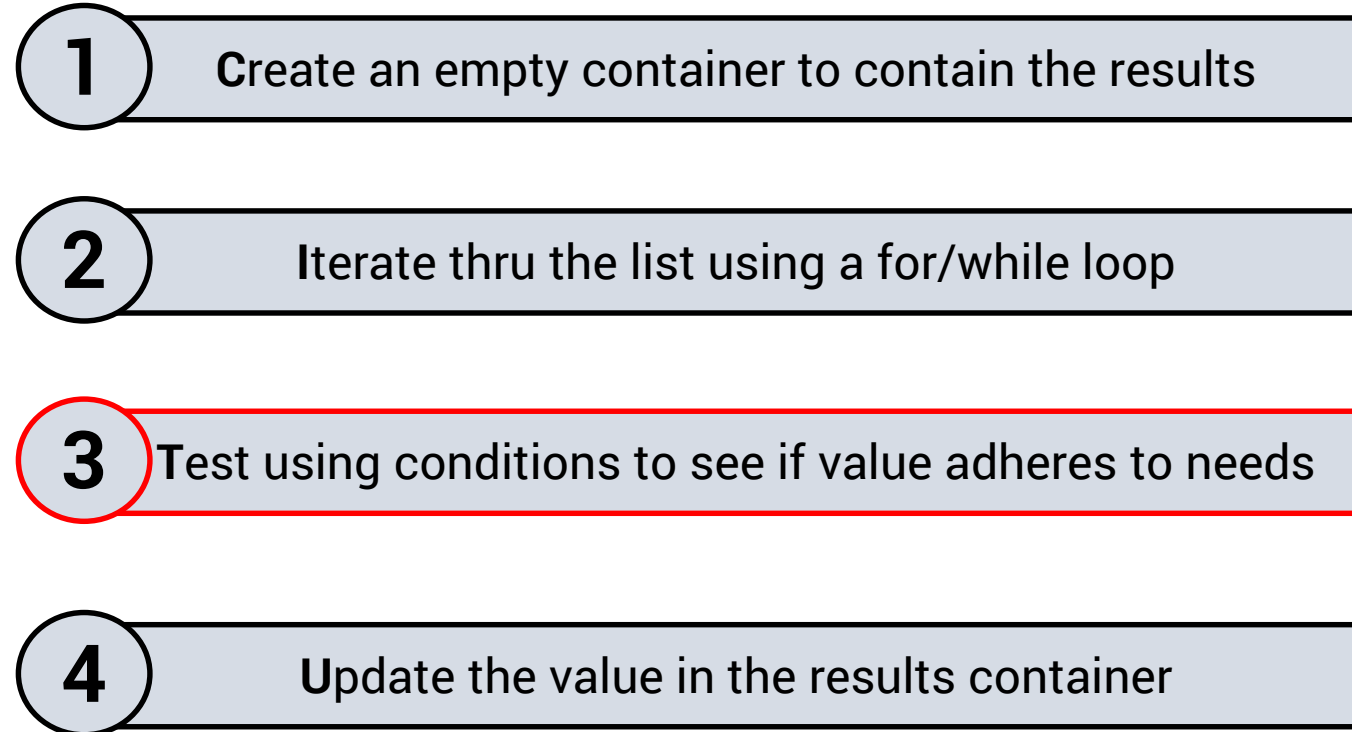 1 Create an empty container to contain the results
2 Iterate thru the list using a for/while loop
3 Test using conditions to see if value adheres to needs
4 Update the value in the results container